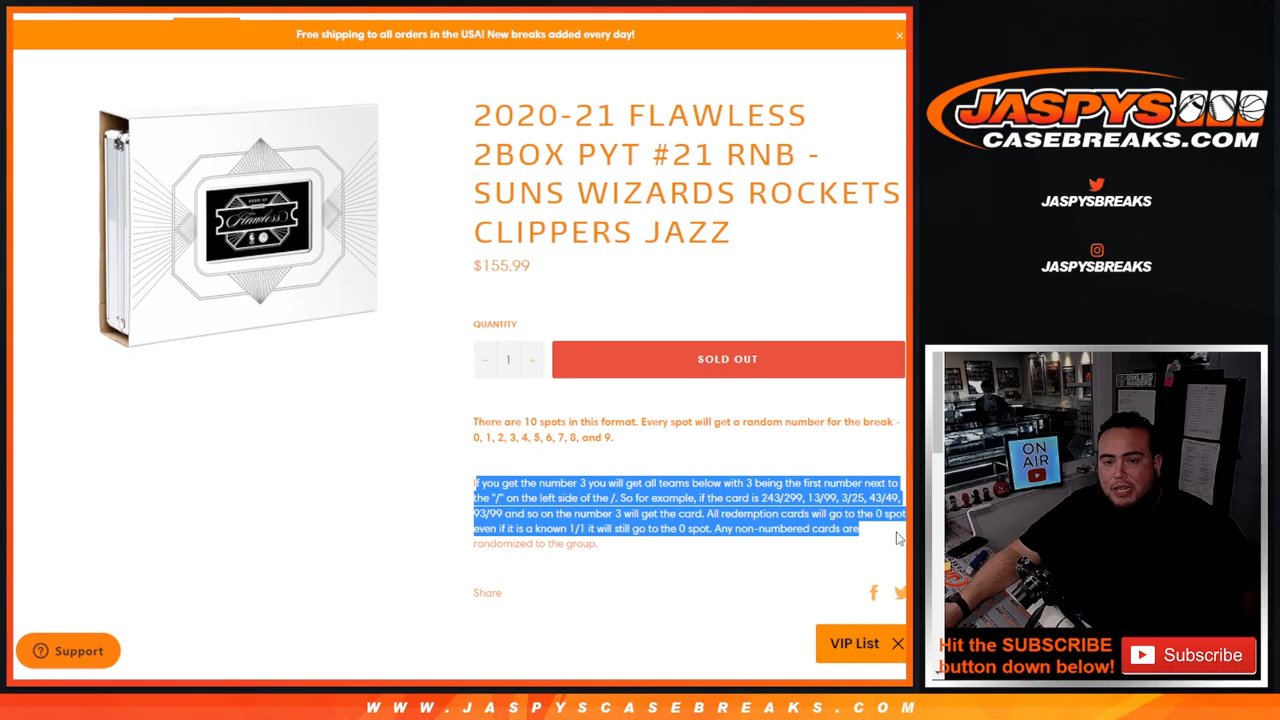 Free shipping to all orders in the USA! New breaks added every day!
×
2020-21
Flawless
2020-21 FLAWLESS
2BOX PYT #21 RNB -
SUNS WIZARDS ROCKETS
CLIPPERS JAZZ
$155.99
QUANTITY
− 1 +
SOLD OUT
There are 10 spots in this format. Every spot will get a random number for the break -
0, 1, 2, 3, 4, 5, 6, 7, 8, and 9.
If you get the number 3 you will get all teams below with 3 being the first number next to
the "/" on the left side of the /. So for example, if the card is 243/299, 13/99, 3/25, 43/49,
93/99 and so on the number 3 will get the card. All redemption cards will go to the 0 spot
even if it is a known 1/1 it will still go to the 0 spot. Any non-numbered cards are
randomized to the group.
Share
Support
VIP List
JASPYS
CASEBREAKS.COM
JASPYSBREAKS
JASPYSBREAKS
OAKLAND
RAIDERS
ON
AIR
Hit the SUBSCRIBE
button down below!
Subscribe
WWW.JASPYSCASEBREAKS.COM